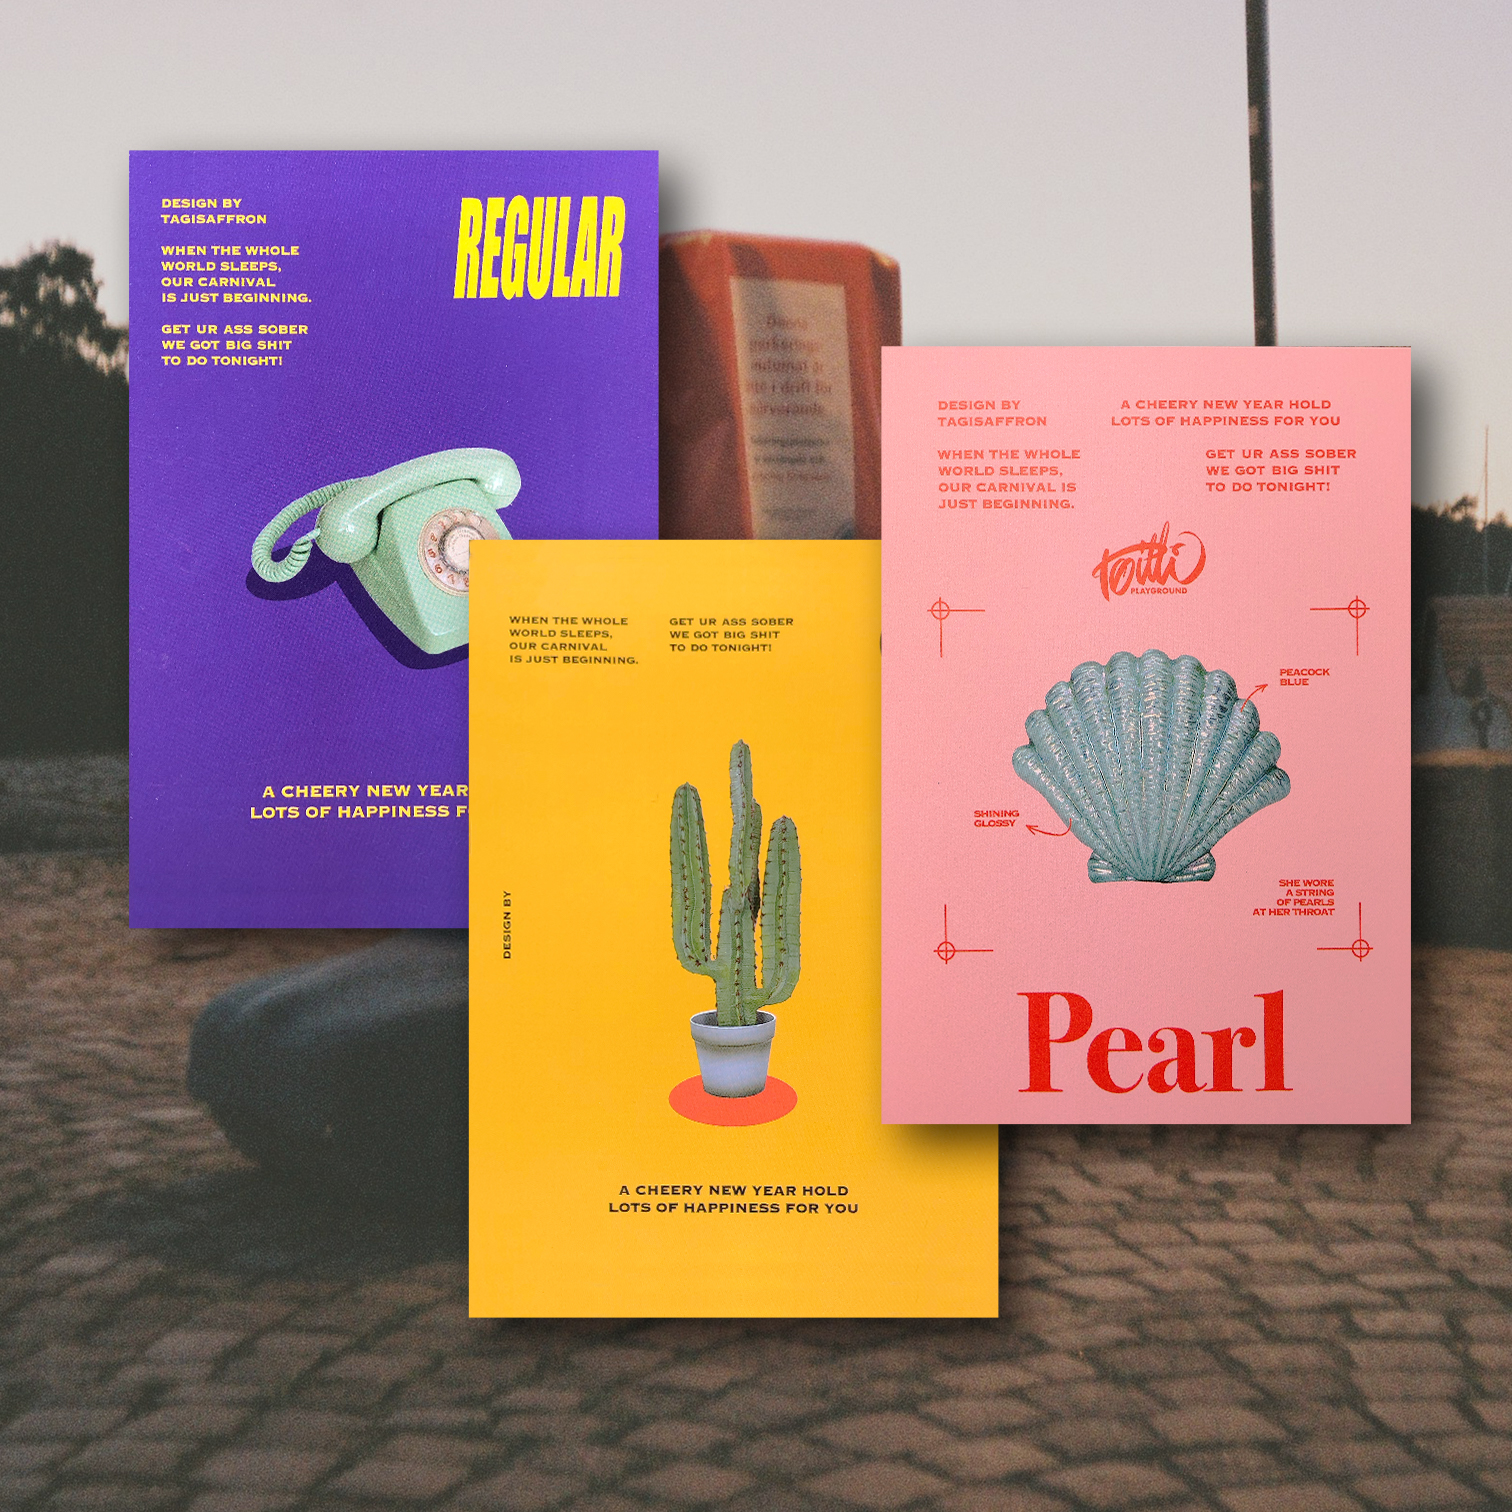 DESIGN BY
TAGISAFFRON
WHEN THE WHOLE
WORLD SLEEPS,
OUR CARNIVAL
IS JUST BEGINNING.
GET UR ASS SOBER
WE GOT BIG SHIT
TO DO TONIGHT!
REGULAR
A CHEERY NEW YEAR
LOTS OF HAPPINESS
WHEN THE WHOLE
WORLD SLEEPS,
OUR CARNIVAL
IS JUST BEGINNING.
GET UR ASS SOBER
WE GOT BIG SHIT
TO DO TONIGHT!
DESIGN BY
A CHEERY NEW YEAR HOLD
LOTS OF HAPPINESS FOR YOU
DESIGN BY
TAGISAFFRON
A CHEERY NEW YEAR HOLD
LOTS OF HAPPINESS FOR YOU
WHEN THE WHOLE
WORLD SLEEPS,
OUR CARNIVAL IS
JUST BEGINNING.
GET UR ASS SOBER
WE GOT BIG SHIT
TO DO TONIGHT!
PLAYGROUND
PEACOCK
BLUE
SHINING
GLOSSY
SHE WORE
A STRING
OF PEARLS
AT HER THROAT
Pearl